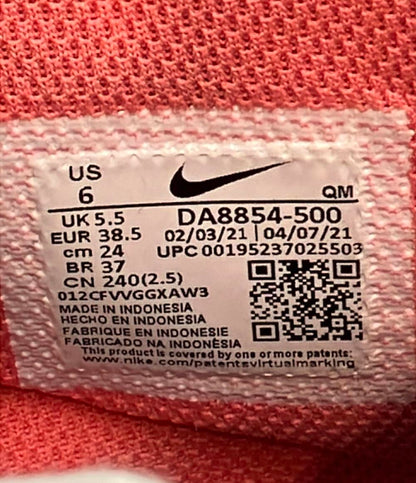 US
6
QM
UK 5.5
DA8854-500
EUR 38.5
02/03/21 | 04/07/21
cm 24
UPC 00195237025503
BR 37
CN 240(2.5)
012CFVVGGXAW3
MADE IN INDONESIA
HECHO EN INDONESIA
FABRIQUE EN INDONESIE
FABRICADO NA INDONÉSIA
This product is covered by one or more patents:
www.nike.com/patentsvirtualmarking